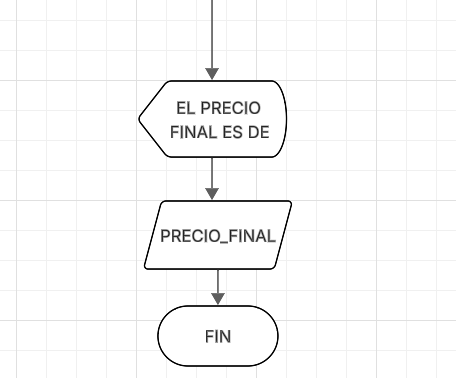 EL PRECIO
FINAL ES DE
PRECIO_FINAL
FIN